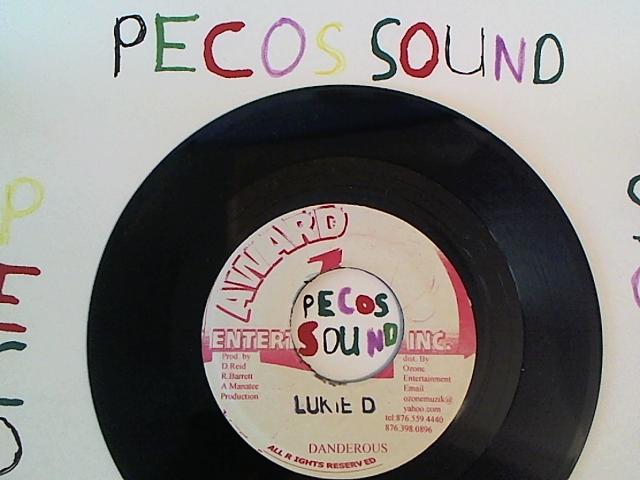 PECOS SOUND
AWARD
ENTER
INC.
PECOS
SOUND
Prod by
D.Reid
R.Barrett
A Manatee
Production
dist. By
Ozone
Entertainment
Email
ozonemuzik@
yahoo.com
tel:876.559.4440
876.398.0896
LUKIE D
DANDEROUS
ALL RIGHTS RESERVED